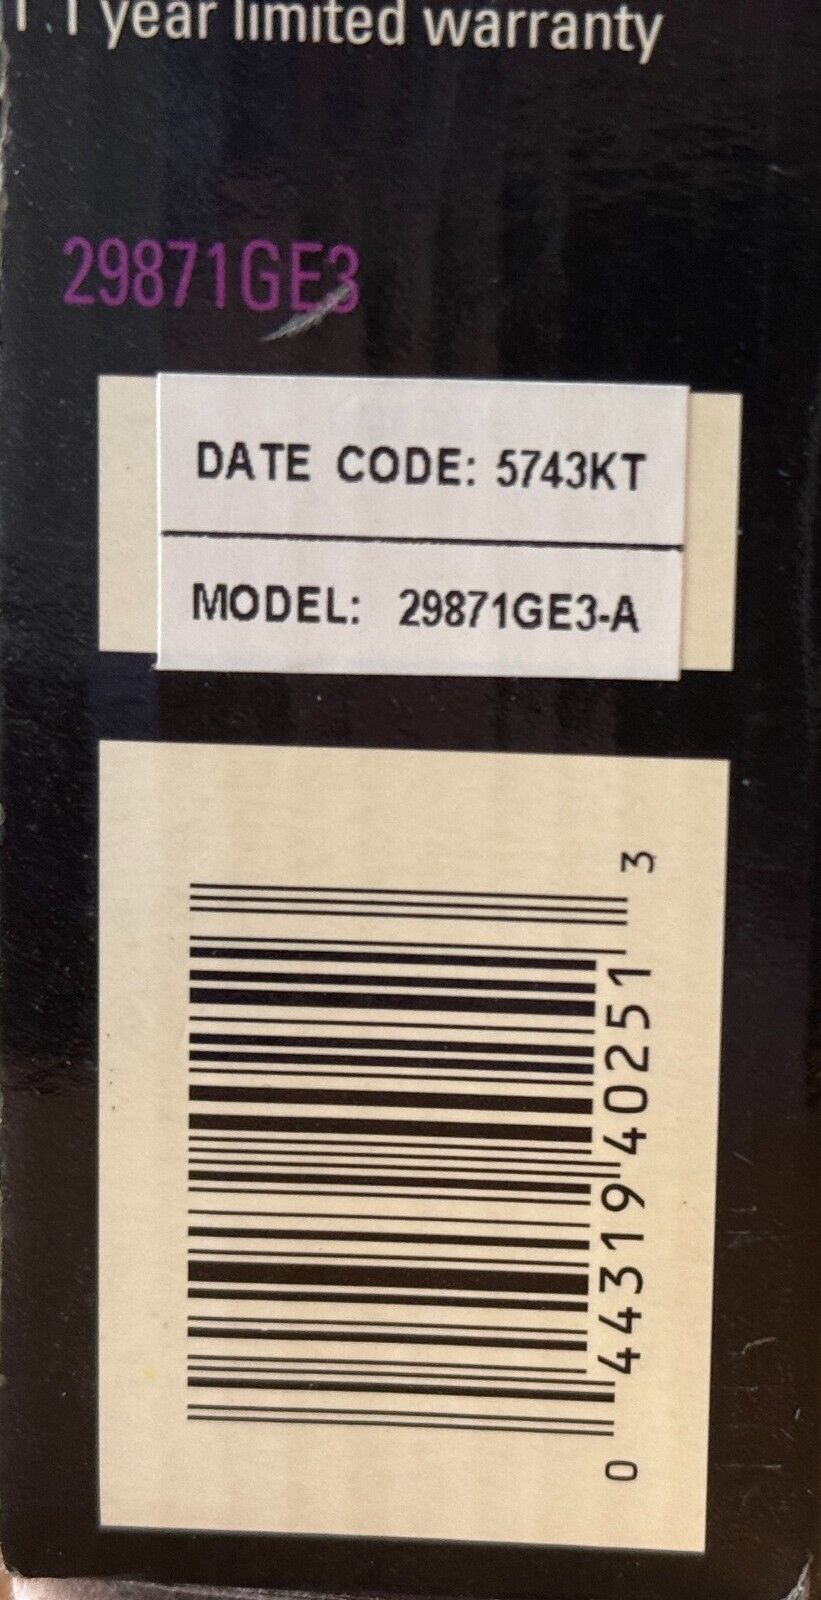 1 year limited warranty
29871GE3
DATE CODE: 5743KT
MODEL: 29871GE3-A
0 44319 40251 3